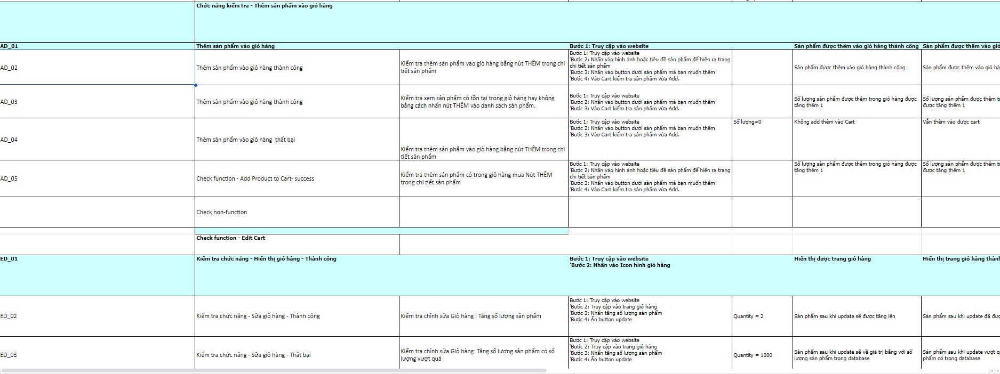 Chức năng kiểm tra - Thêm sản phẩm vào giỏ hàng
AD_01
Thêm sản phẩm vào giỏ hàng
Bước 1: Truy cập vào website
Sản phẩm được thêm vào giỏ hàng thành công
Sản phẩm được thêm vào giỏ
AD_02
Thêm sản phẩm vào giỏ hàng thành công
Kiểm tra thêm sản phẩm vào giỏ hàng bằng nút THÊM trong chi
tiết sản phẩm
Bước 1: Truy cập vào website
'Bước 2: Nhấn vào hình ảnh hoặc tiêu đề sản phẩm để hiện ra trang
chi tiết sản phẩm
'Bước 3: Nhấn vào button dưới sản phẩm mà bạn muốn thêm
'Bước 4: Vào Cart kiểm tra sản phẩm vừa Add.
Sản phẩm được thêm vào giỏ hàng thành công
Sản phẩm được thêm vào giỏ hà
AD_03
Thêm sản phẩm vào giỏ hàng thành công
Kiểm tra xem sản phẩm có tồn tại trong giỏ hàng hay không
bằng cách nhấn nút THÊM vào danh sách sản phẩm.
Bước 1: Truy cập vào website
'Bước 2: Nhấn vào button dưới sản phẩm mà bạn muốn thêm
'Bước 3: Vào Cart kiểm tra sản phẩm vừa Add.
Số lượng sản phẩm được thêm trong giỏ hàng được
tăng thêm 1
Số lượng sản phẩm được thêm t
được tăng thêm 1
AD_04
Thêm sản phẩm vào giỏ hàng  thất bại
Kiểm tra thêm sản phẩm vào giỏ hàng bằng nút THÊM trong chi
tiết sản phẩm
Bước 1: Truy cập vào website
'Bước 2: Nhấn vào button dưới sản phẩm mà bạn muốn thêm
'Bước 3: Vào Cart kiểm tra sản phẩm vừa Add.
Số lượng=0
Không add thêm vào Cart
Vẫn thêm vào được cart
AD_05
Check function - Add Product to Cart- success
Kiểm tra thêm sản phẩm có trong giỏ hàng mua Nút THÊM
trong chi tiết sản phẩm
Bước 1: Truy cập vào website
'Bước 2: Nhấn vào hình ảnh hoặc tiêu đề sản phẩm để hiện ra trang
chi tiết sản phẩm
'Bước 3: Nhấn vào button dưới sản phẩm mà bạn muốn thêm
'Bước 4: Vào Cart kiểm tra sản phẩm vừa Add.
Số lượng sản phẩm được thêm trong giỏ hàng được
tăng thêm 1
Số lượng sản phẩm được thêm t
được tăng thêm 1
Check non-function
Check function - Edit Cart
ED_01
Kiểm tra chức năng - Hiển thị giỏ hàng - Thành công
Bước 1: Truy cập vào website
'Bước 2: Nhấn vào Icon hình giỏ hàng
Hiển thị được trang giỏ hàng
Hiển thị trang giỏ hàng thành
ED_02
Kiểm tra chức năng - Sửa giỏ hàng - Thành công
Kiểm tra chỉnh sửa Giỏ hàng : Tăng số lượng sản phẩm
Bước 1: Truy cập vào website
'Bước 2: Truy cập vào trang giỏ hàng
'Bước 3: Nhấn tăng số lượng sản phẩm
'Bước 4: Ấn button update
Quantity = 2
Sản phẩm sau khi update sẽ được tăng lên
Sản phẩm sau khi update đã đượ
ED_03
Kiểm tra chức năng - Sửa giỏ hàng - Thất bại
Kiểm tra chỉnh sửa Giỏ hàng: Tăng số lượng sản phẩm có số
lượng vượt quá
Bước 1: Truy cập vào website
'Bước 2: Truy cập vào trang giỏ hàng
'Bước 3: Nhấn tăng số lượng sản phẩm
'Bước 4: Ấn button update
Quantity = 1000
Sản phẩm sau khi update sẽ về giá trị bằng với số
lượng sản phẩm trong database
Sản phẩm sau khi update vượt q
phẩm có trong database